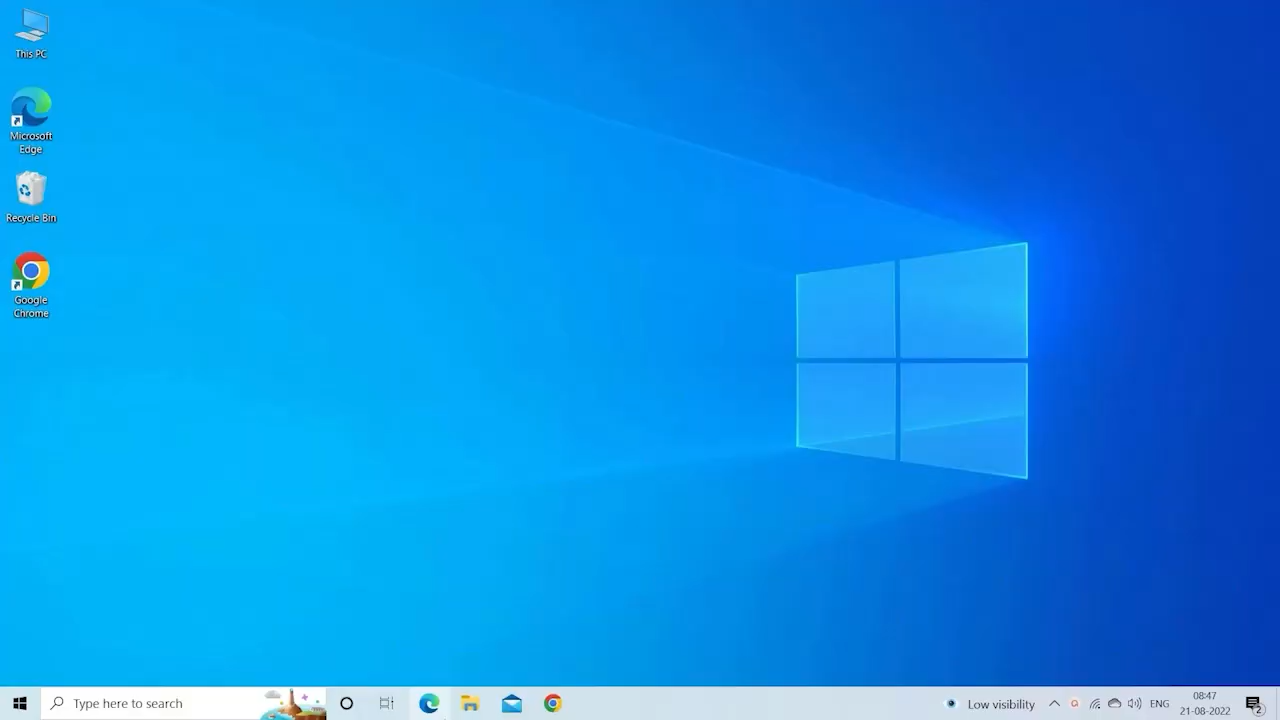 This PC
Microsoft
Edge
Recycle Bin
Google
Chrome
Type here to search
Low visibility
ENG
08:47
21-08-2022
2